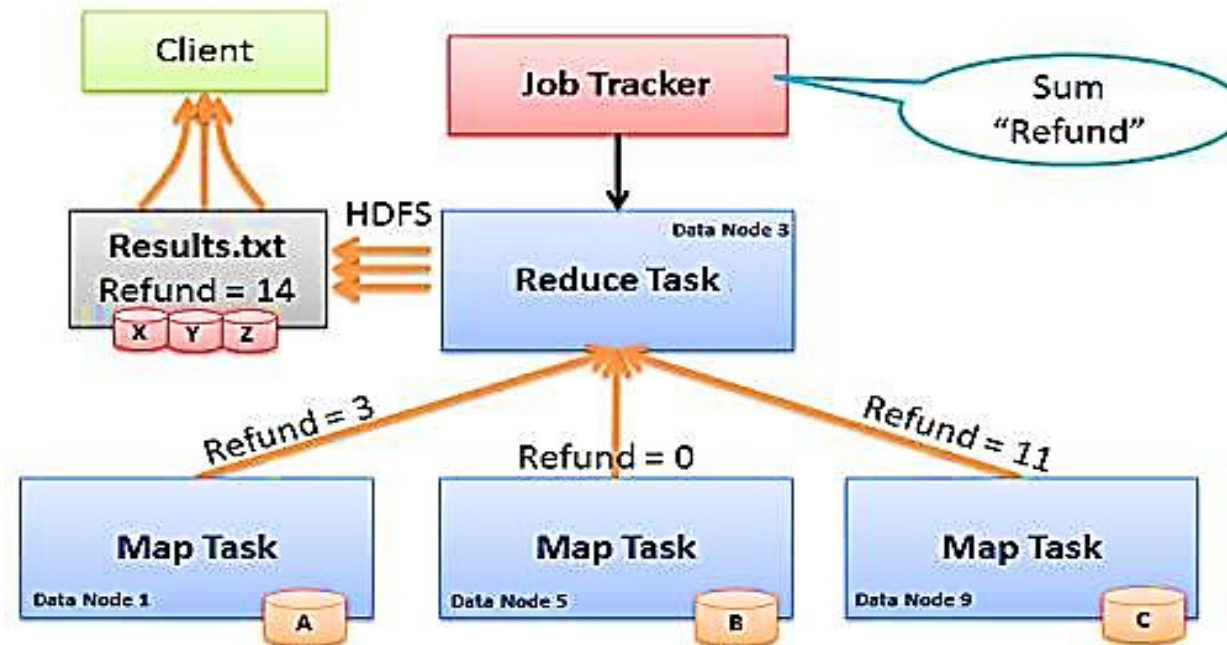 Client
Job Tracker
Sum
“Refund”
HDFS
Results.txt
Refund = 14
X Y Z
Data Node 3
Reduce Task
Refund = 3
Refund = 0
Refund = 11
Map Task
Data Node 1
A
Map Task
Data Node 5
B
Map Task
Data Node 9
C